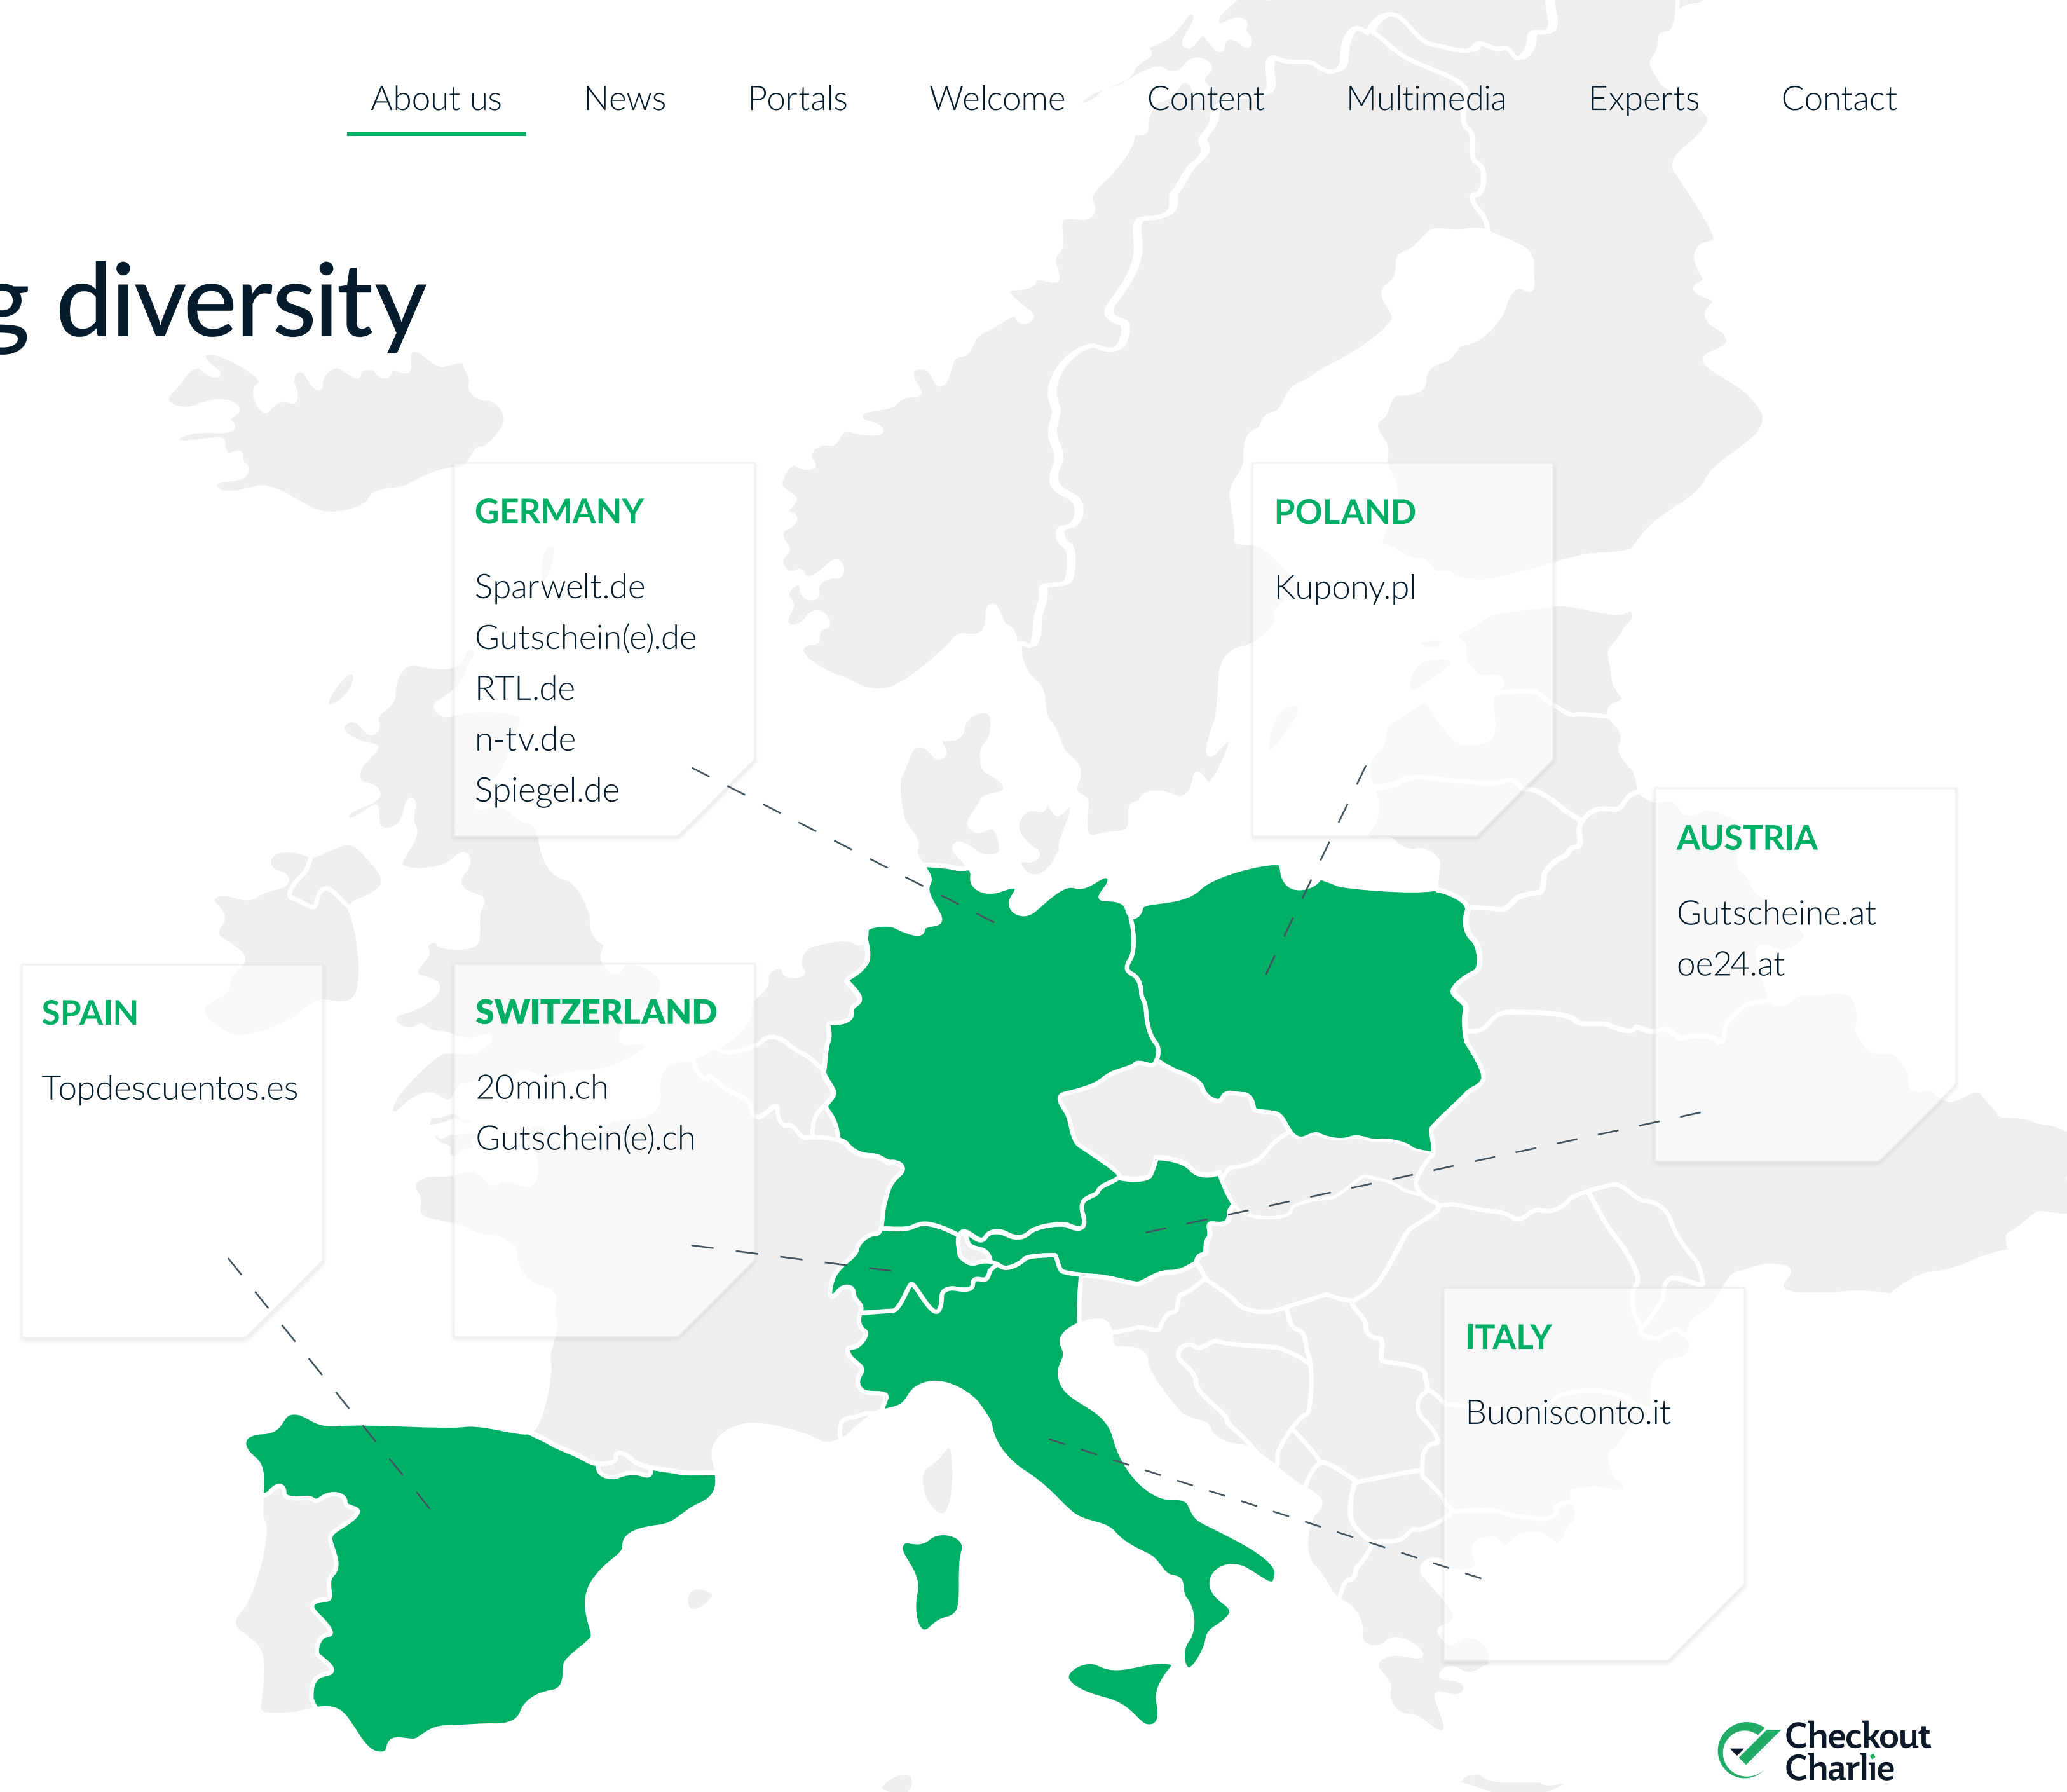 About us News Portals Welcome Content Multimedia Experts Contact
g diversity
GERMANY
Sparwelt.de
Gutschein(e).de
RTL.de
n-tv.de
Spiegel.de
POLAND
Kupony.pl
AUSTRIA
Gutscheine.at
oe24.at
SPAIN
Topdescuentos.es
SWITZERLAND
20min.ch
Gutschein(e).ch
ITALY
Buonisconto.it
Checkout
Charlie